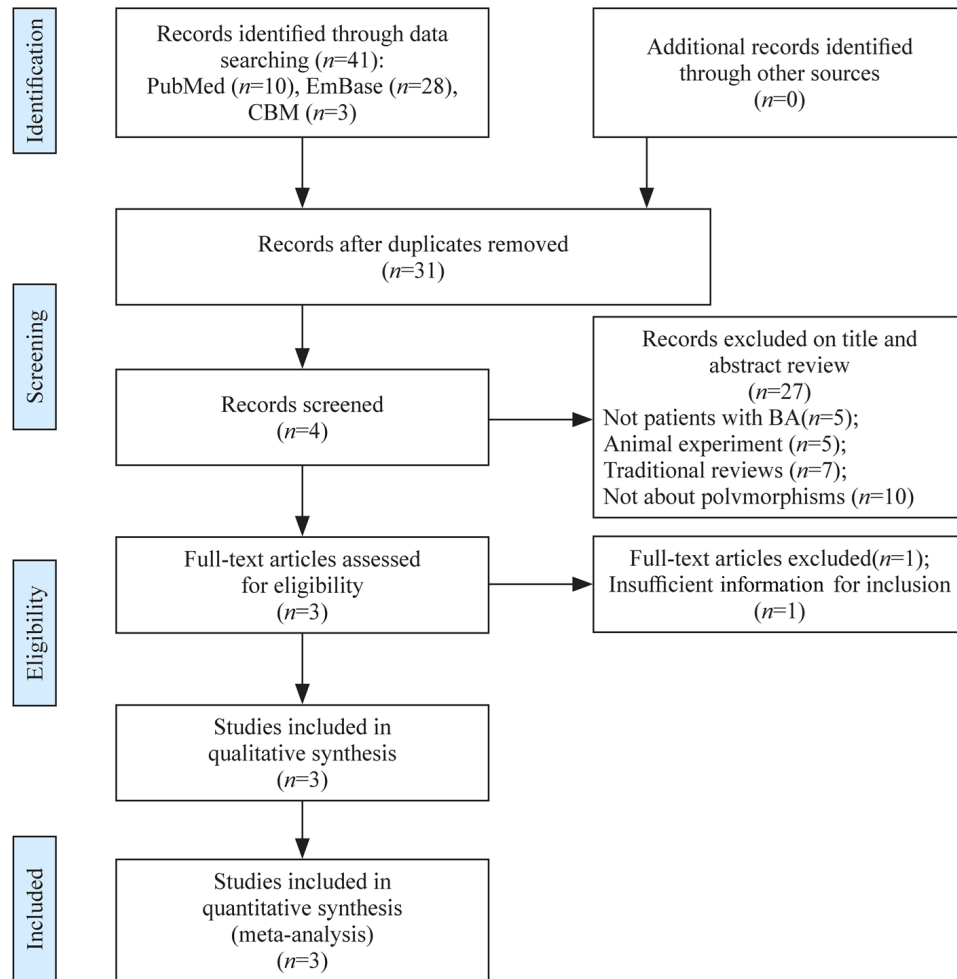 Identification
Records identified through data
searching (n=41):
PubMed (n=10), EmBase (n=28),
CBM (n=3)
Additional records identified
through other sources
(n=0)
Records after duplicates removed
(n=31)
Screening
Records screened
(n=4)
Records excluded on title and
abstract review
(n=27)
Not patients with BA(n=5);
Animal experiment (n=5);
Traditional reviews (n=7);
Not about polvmorphisms (n=10)
Eligibility
Full-text articles assessed
for eligibility
(n=3)
Full-text articles excluded(n=1);
Insufficient information for inclusion
(n=1)
Studies included in
qualitative synthesis
(n=3)
Included
Studies included in
quantitative synthesis
(meta-analysis)
(n=3)